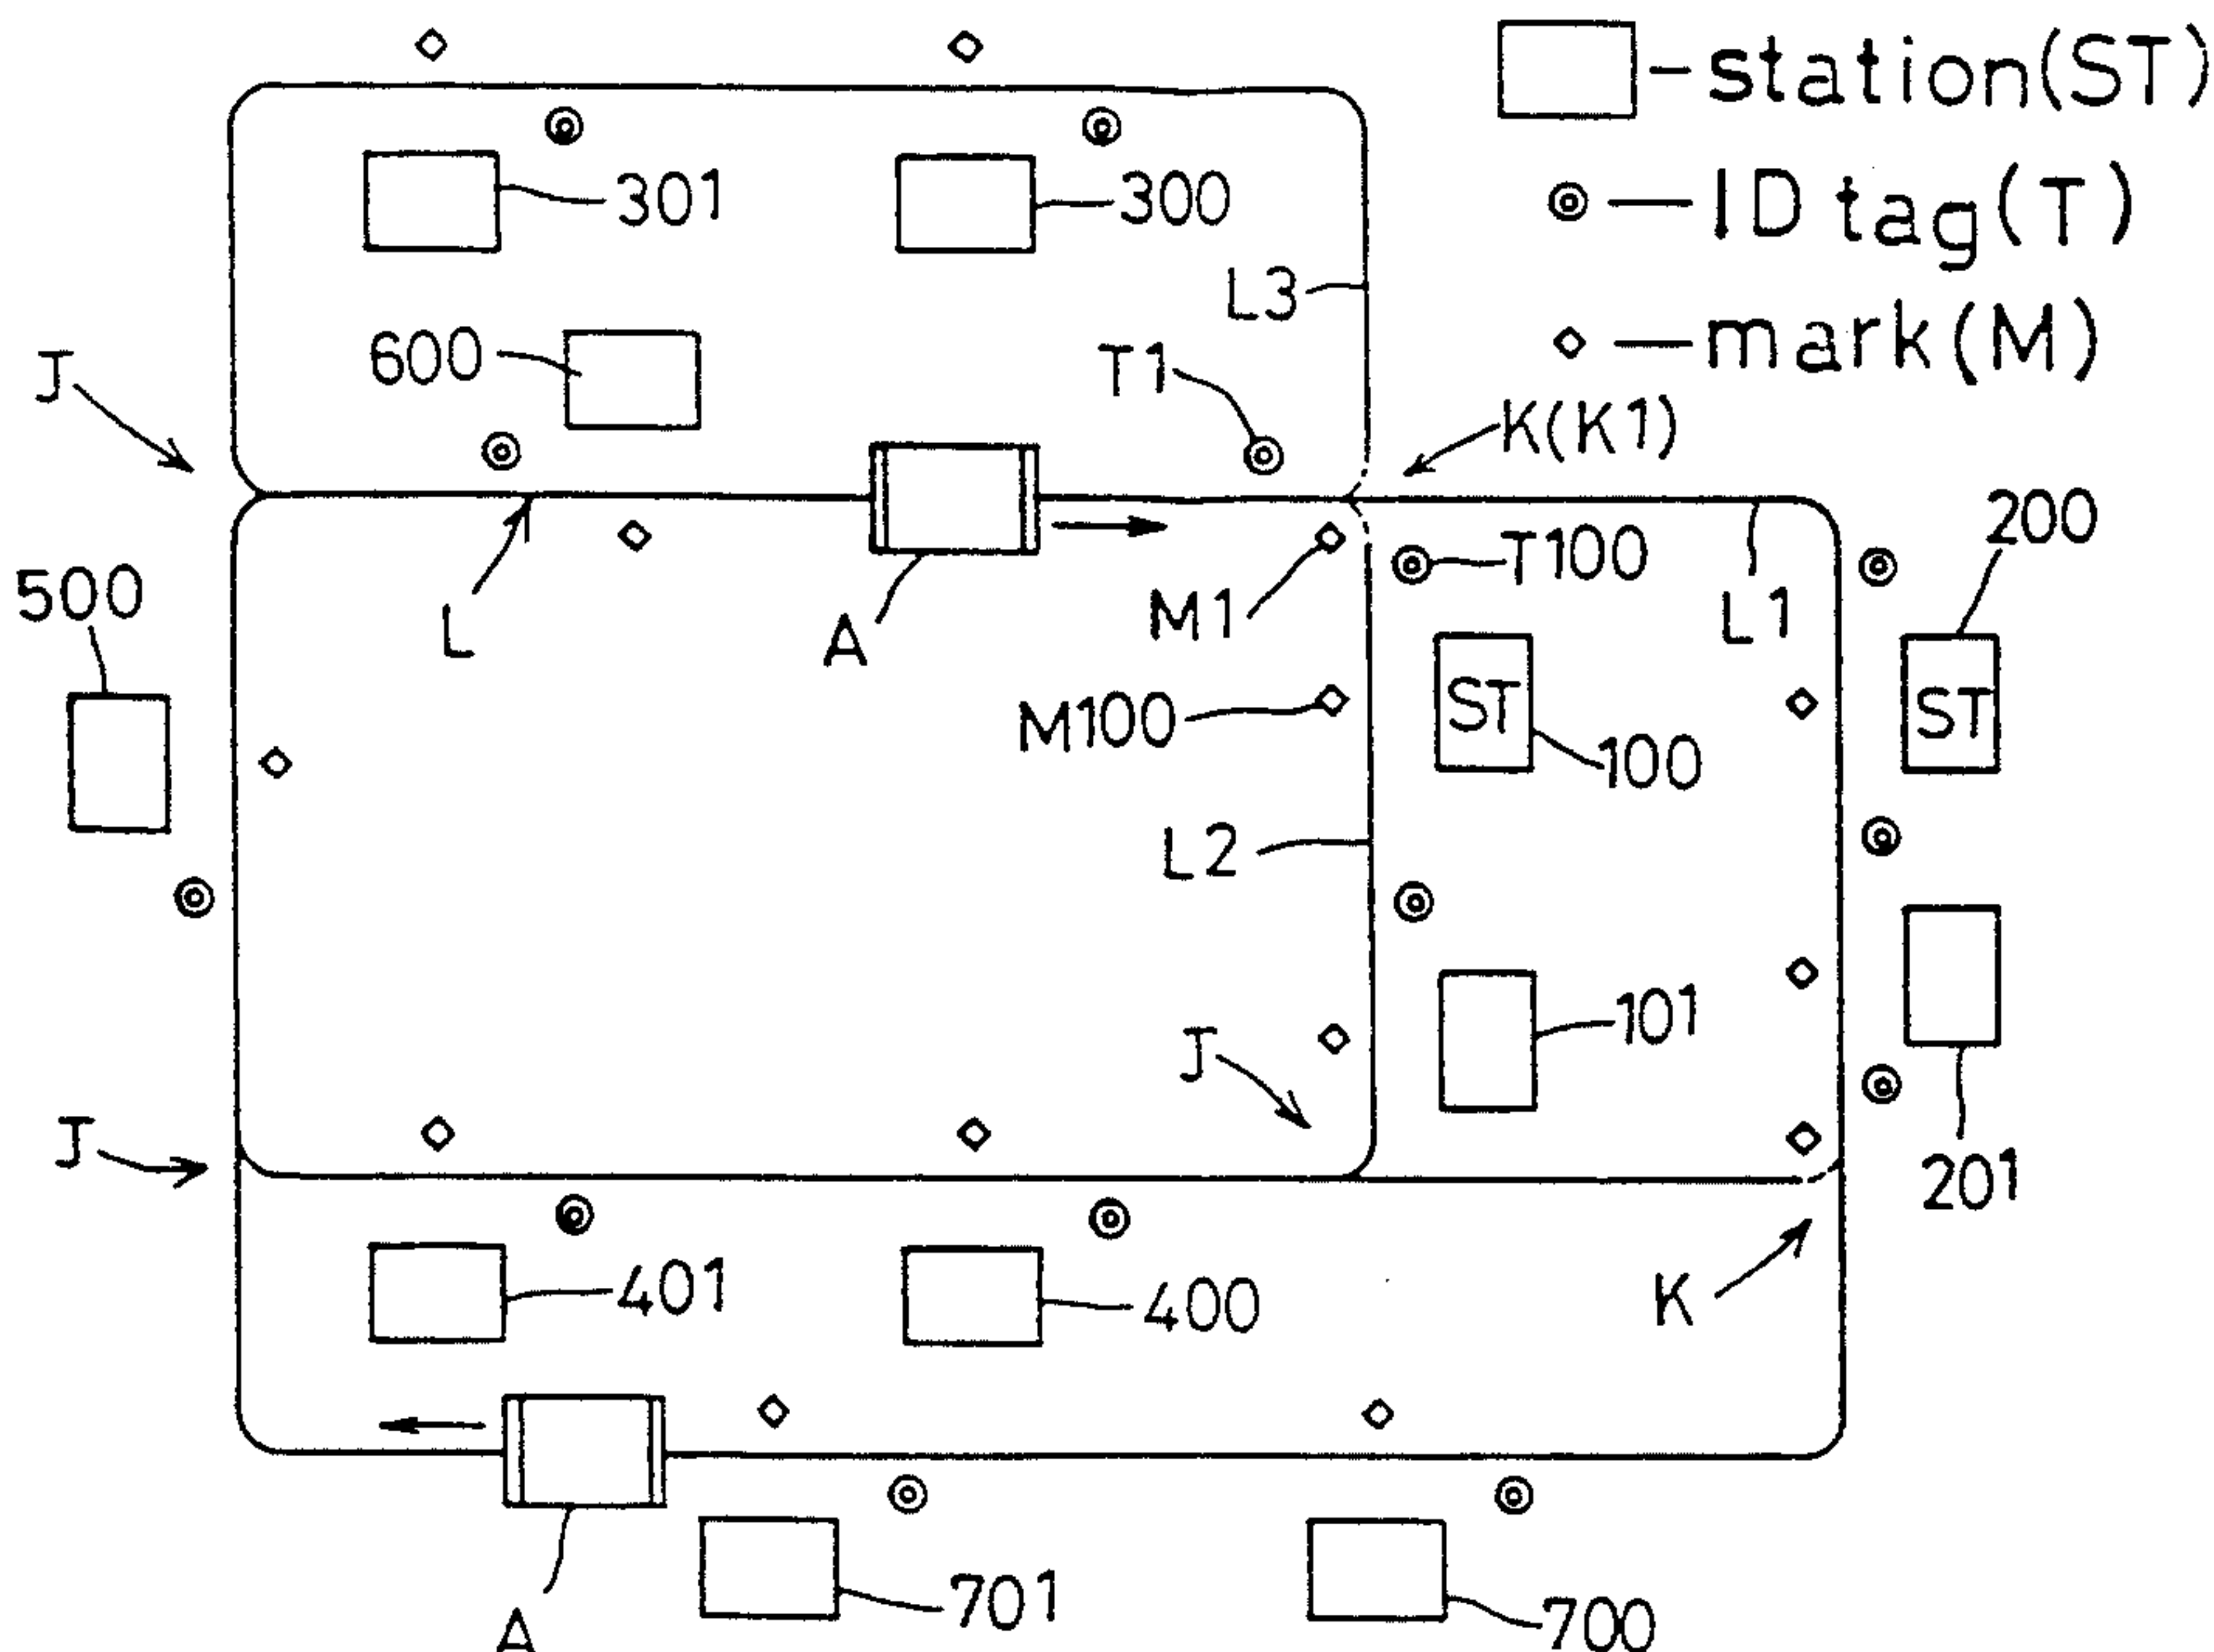 station(ST)
ID tag(T)
mark(M)
301
300
L3
600
T1
J
K(K1)
200
T100
500
L
A
M1
L1
ST
ST
M100
100
L2
101
J
J
201
401
400
K
701
700
A